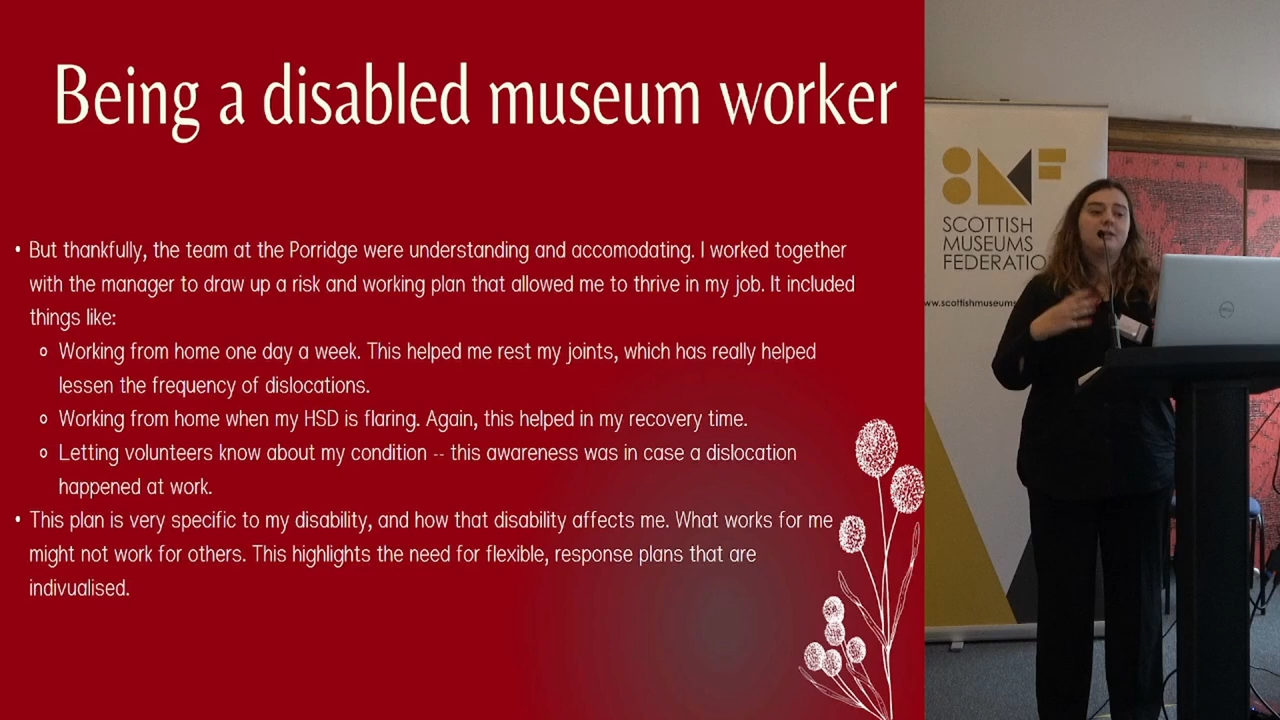 Being a disabled museum worker
• But thankfully, the team at the Porridge were understanding and accomodating. I worked together
with the manager to draw up a risk and working plan that allowed me to thrive in my job. It included
things like:
Working from home one day a week. This helped me rest my joints, which has really helped
lessen the frequency of dislocations.
Working from home when my HSD is flaring. Again, this helped in my recovery time.
Letting volunteers know about my condition -- this awareness was in case a dislocation
happened at work.
• This plan is very specific to my disability, and how that disability affects me. What works for me
might not work for others. This highlights the need for flexible, response plans that are
indivualised.
SMF
SCOTTISH
MUSEUMS
FEDERATIO
www.scottishmuseums
DELL